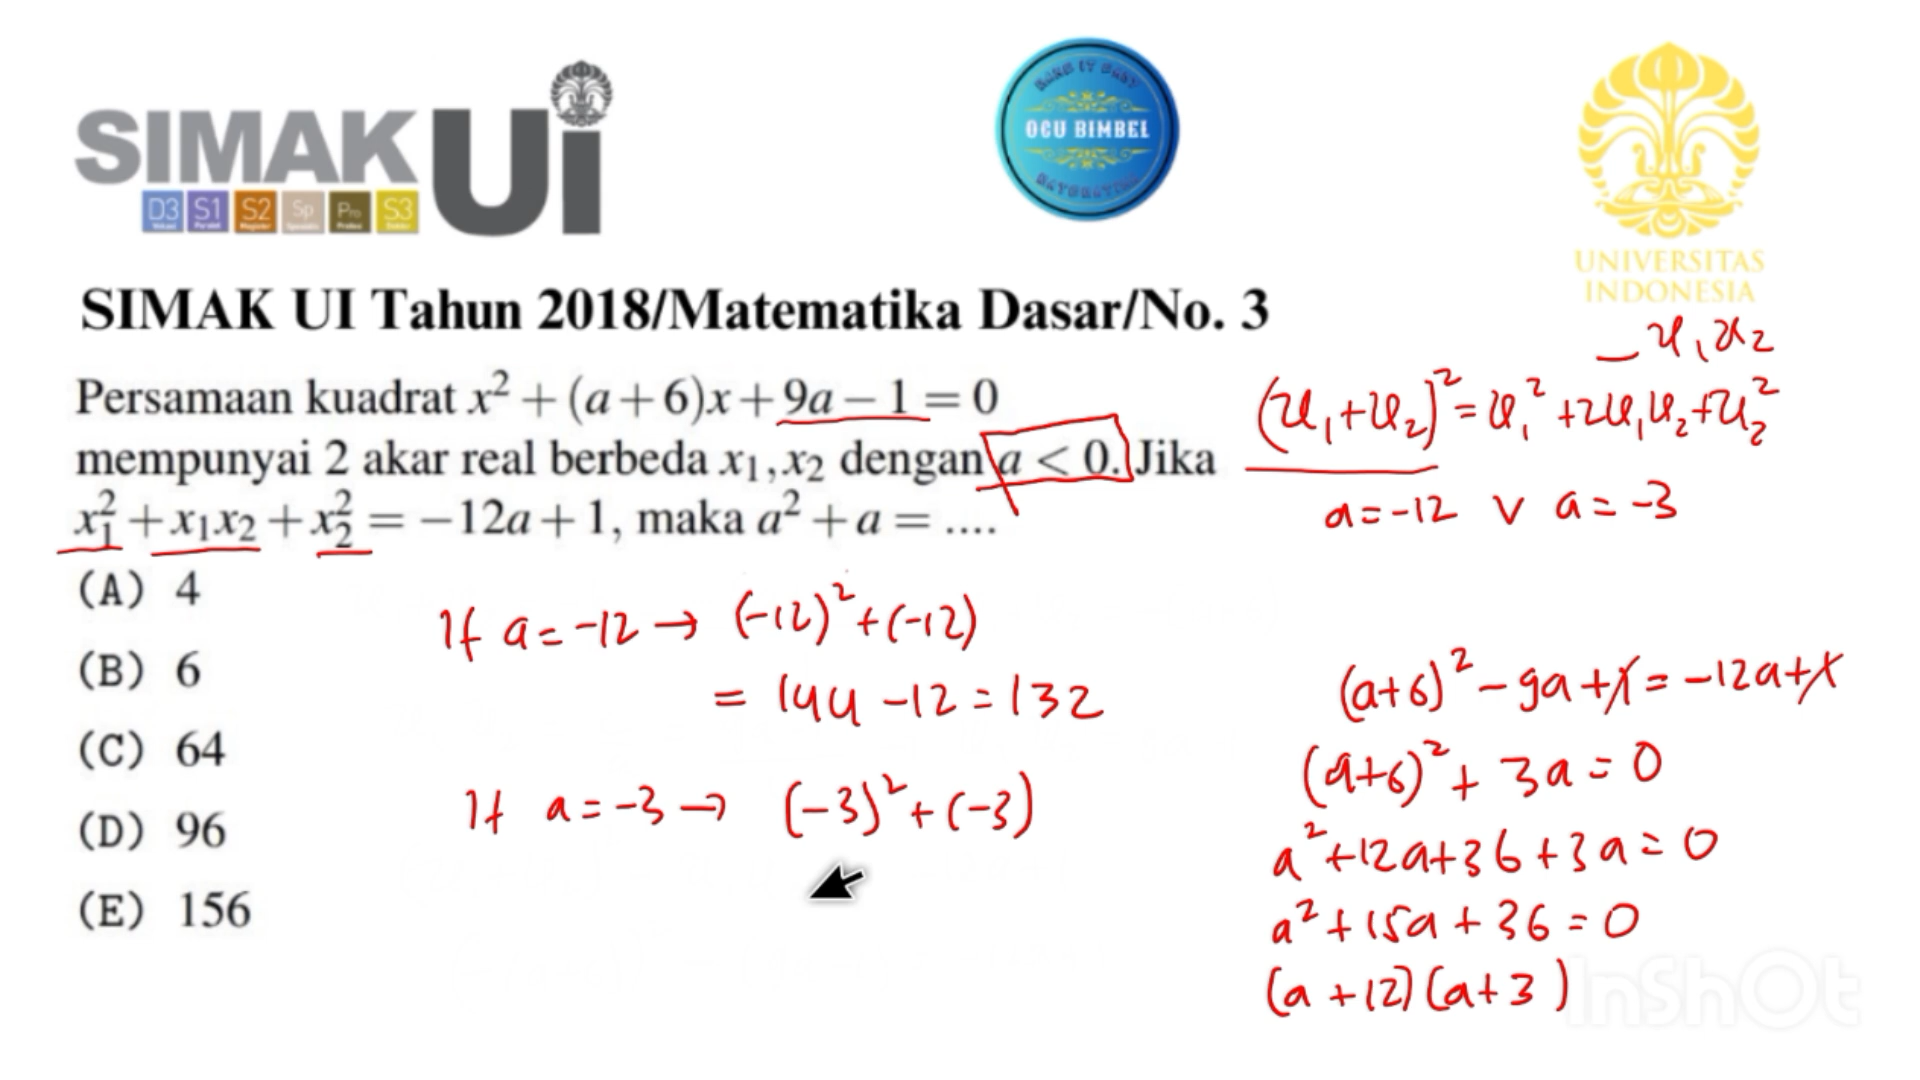 SIMAK UI
D3 S1 S2 Sp Pro S3
MAKE IT EASY
OCU BIMBEL
UNIVERSITAS
INDONESIA
SIMAK UI Tahun 2018/Matematika Dasar/No. 3
Persamaan kuadrat x² + (a+6)x + 9a − 1 = 0
mempunyai 2 akar real berbeda x₁, x₂ dengan a < 0. Jika
x₁² + x₁x₂ + x₂² = −12a + 1, maka a² + a = ....
(A) 4
(B) 6
(C) 64
(D) 96
(E) 156
If a = -12 → (-12)² + (-12)
= 144 - 12 = 132
If a = -3 → (-3)² + (-3)
- x₁x₂
(x₁+x₂)² = x₁² + 2x₁x₂ + x₂²
a = -12 v a = -3
(a+6)² - 9a + 1 = -12a + 1
(a+6)² + 3a = 0
a² + 12a + 36 + 3a = 0
a² + 15a + 36 = 0
(a + 12) (a + 3 )
InShOt